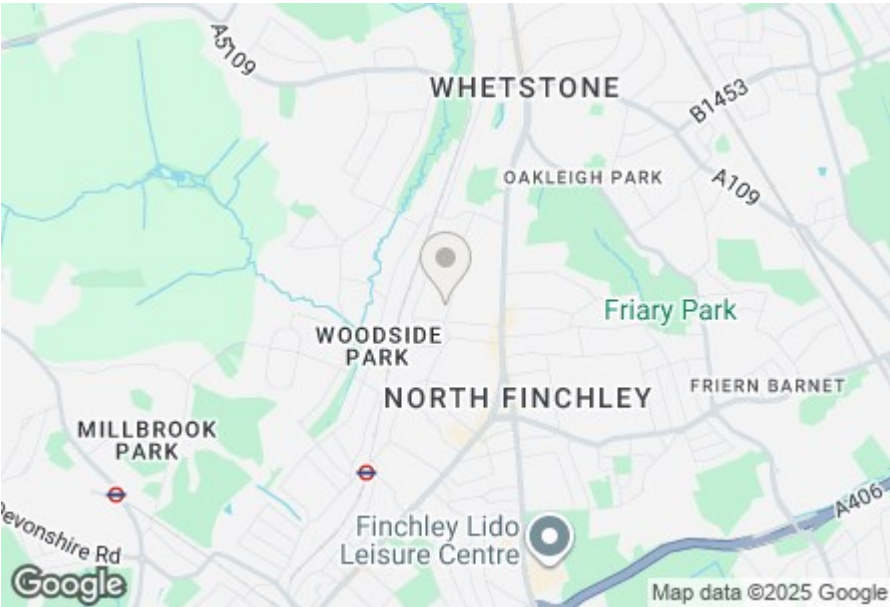 A5109
WHETSTONE
B1453
OAKLEIGH PARK
A109
Friary Park
WOODSIDE
PARK
NORTH FINCHLEY
FRIERN BARNET
MILLBROOK
PARK
A406
Devonshire Rd
Finchley Lido
Leisure Centre
Google
Map data ©2025 Google